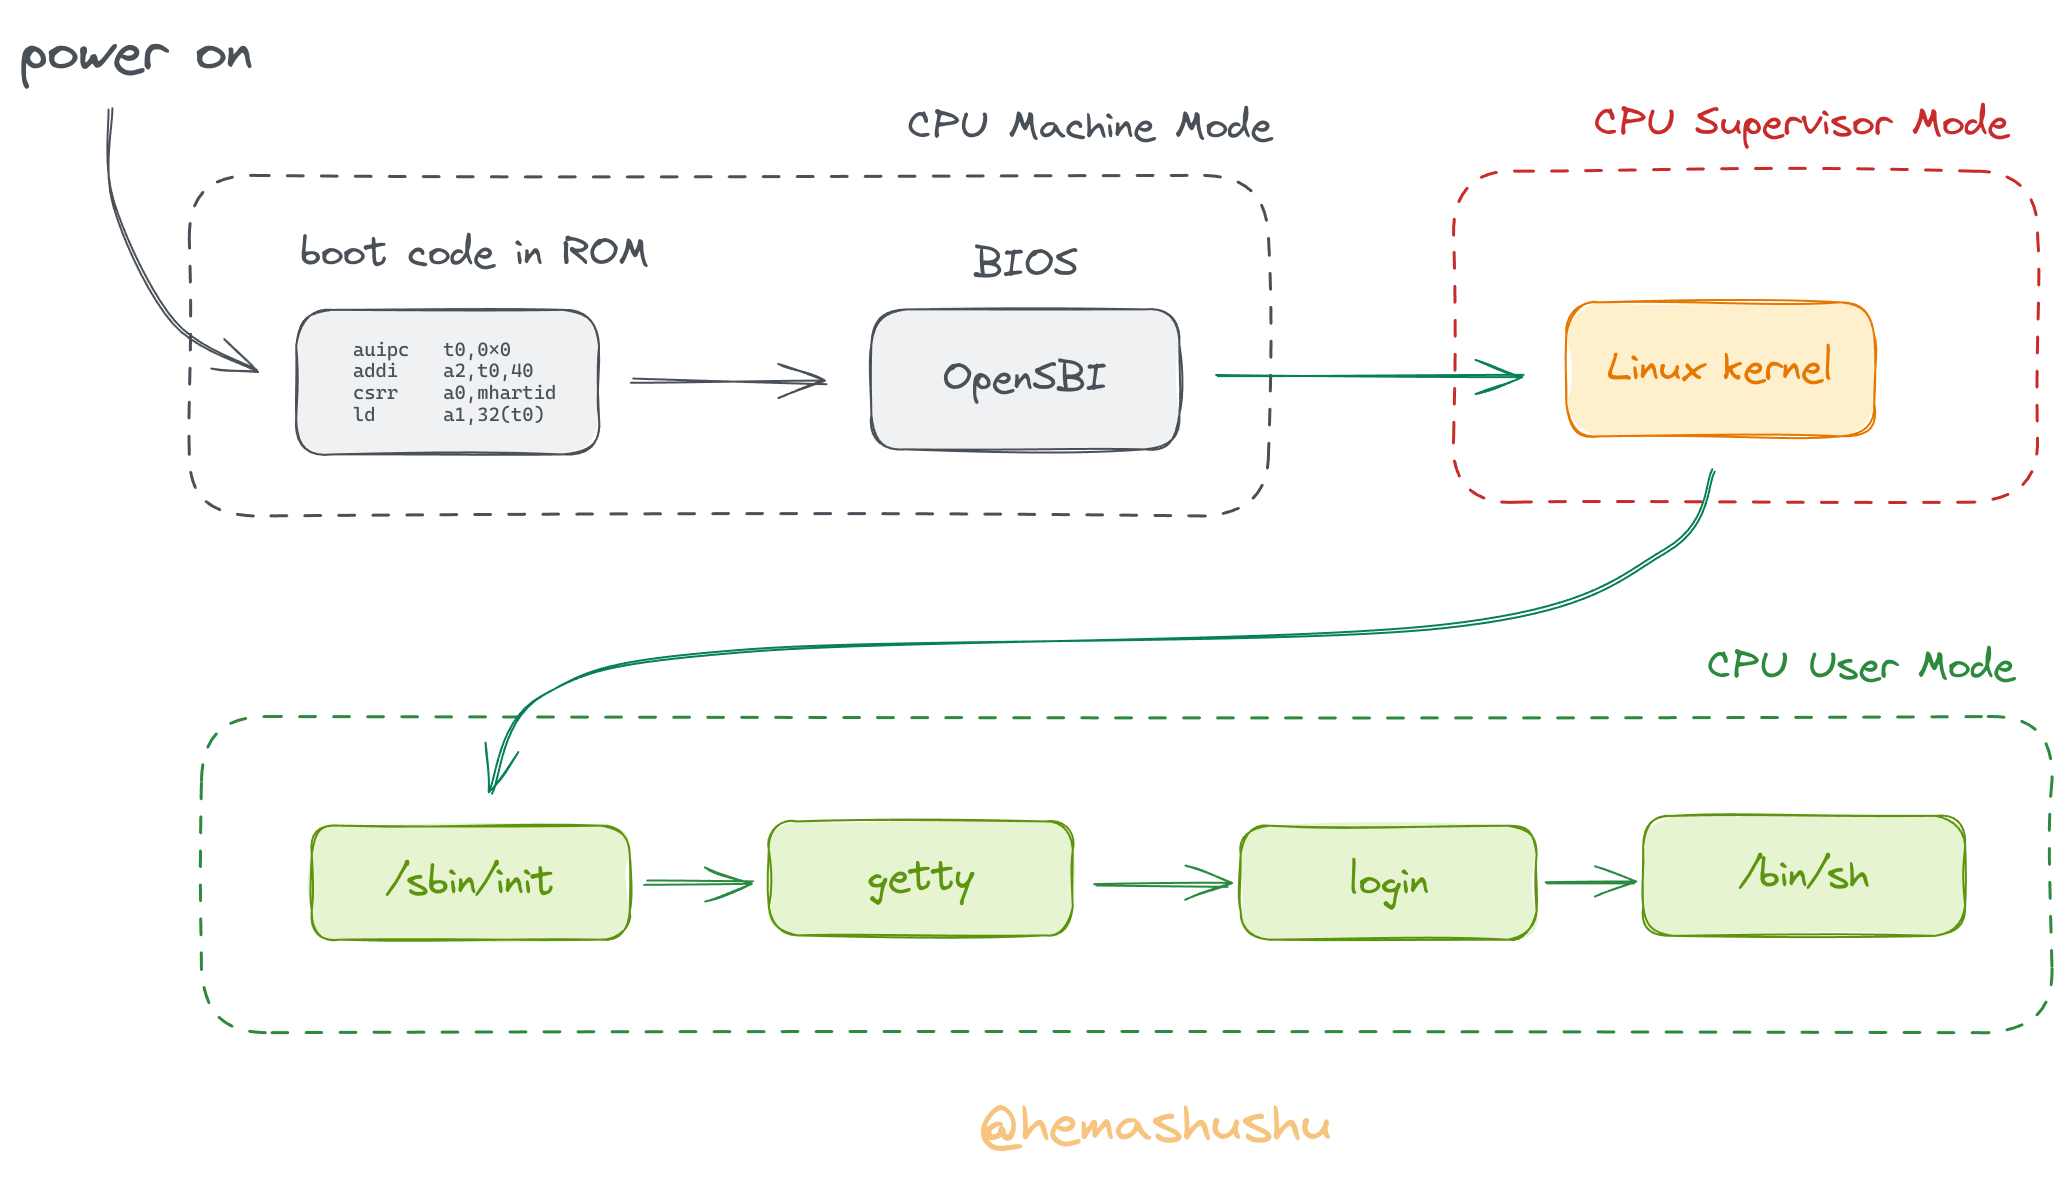 power on
CPU Machine Mode
CPU Supervisor Mode
boot code in ROM
BIOS
auipc t0,0×0
addi a2,t0,40
csrr a0,mhartid
ld a1,32(t0)
OpenSBI
Linux kernel
CPU User Mode
/sbin/init
getty
login
/bin/sh
@hemashushu